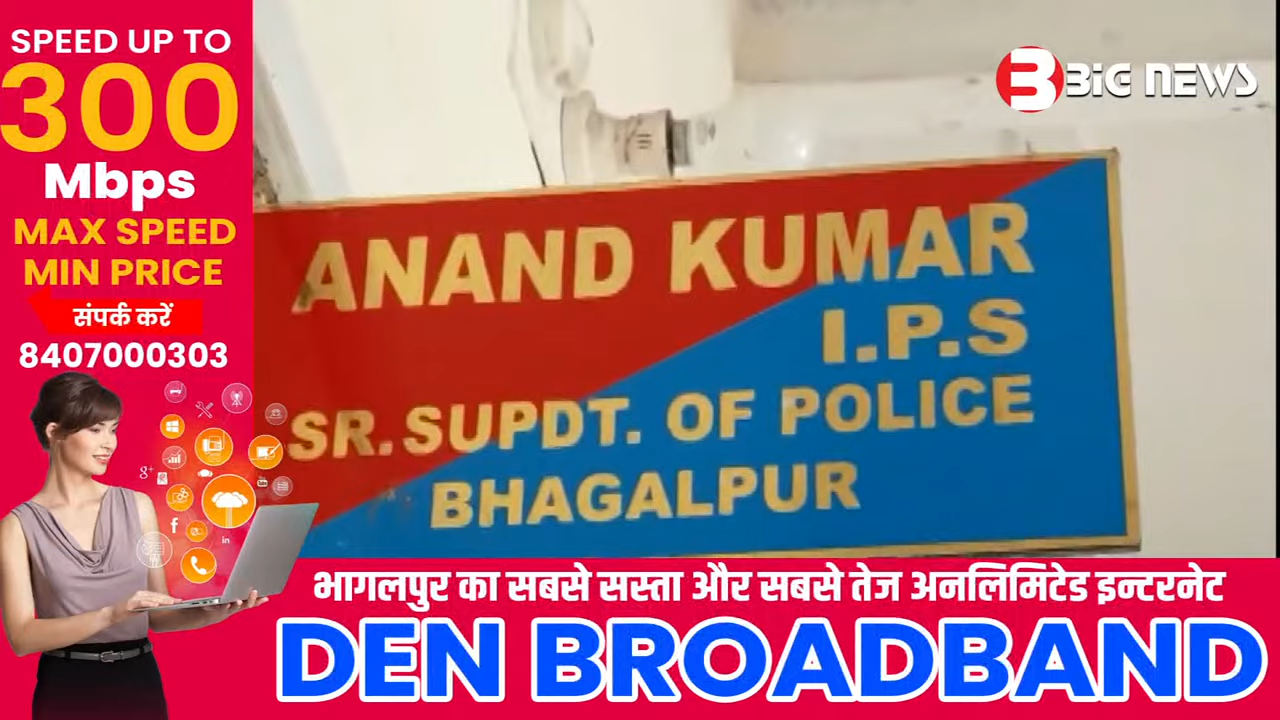 SPEED UP TO
300
Mbps
MAX SPEED
MIN PRICE
संपर्क करें
8407000303
3 BiG NEWS
ANAND KUMAR
I.P.S
SR. SUPDT. OF POLICE
BHAGALPUR
भागलपुर का सबसे सस्ता और सबसे तेज अनलिमिटेड इन्टरनेट
DEN BROADBAND